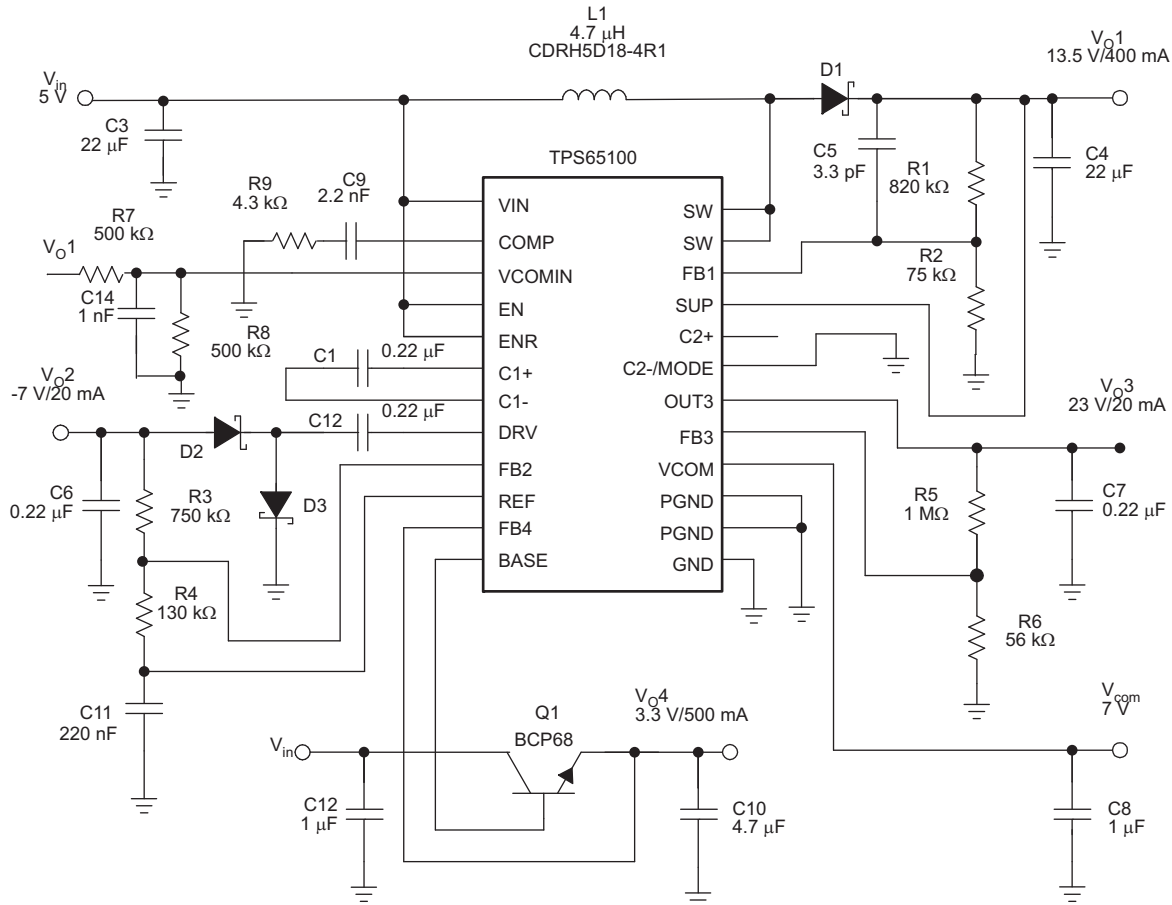 L1
4.7 μH
CDRH5D18-4R1
Vin
5 V
C3
22 μF
D1
VO1
13.5 V/400 mA
C5
3.3 pF
R1
820 kΩ
C4
22 μF
R2
75 kΩ
TPS65100
R9
4.3 kΩ
C9
2.2 nF
R7
500 kΩ
VO1
C14
1 nF
R8
500 kΩ
C1
0.22 μF
C12
0.22 μF
VO2
-7 V/20 mA
D2
D3
C6
0.22 μF
R3
750 kΩ
R4
130 kΩ
C11
220 nF
VIN
COMP
VCOMIN
EN
ENR
C1+
C1-
DRV
FB2
REF
FB4
BASE
SW
SW
FB1
SUP
C2+
C2-/MODE
OUT3
FB3
VCOM
PGND
PGND
GND
VO3
23 V/20 mA
R5
1 MΩ
C7
0.22 μF
R6
56 kΩ
Vin
Q1
BCP68
VO4
3.3 V/500 mA
C12
1 μF
C10
4.7 μF
Vcom
7 V
C8
1 μF